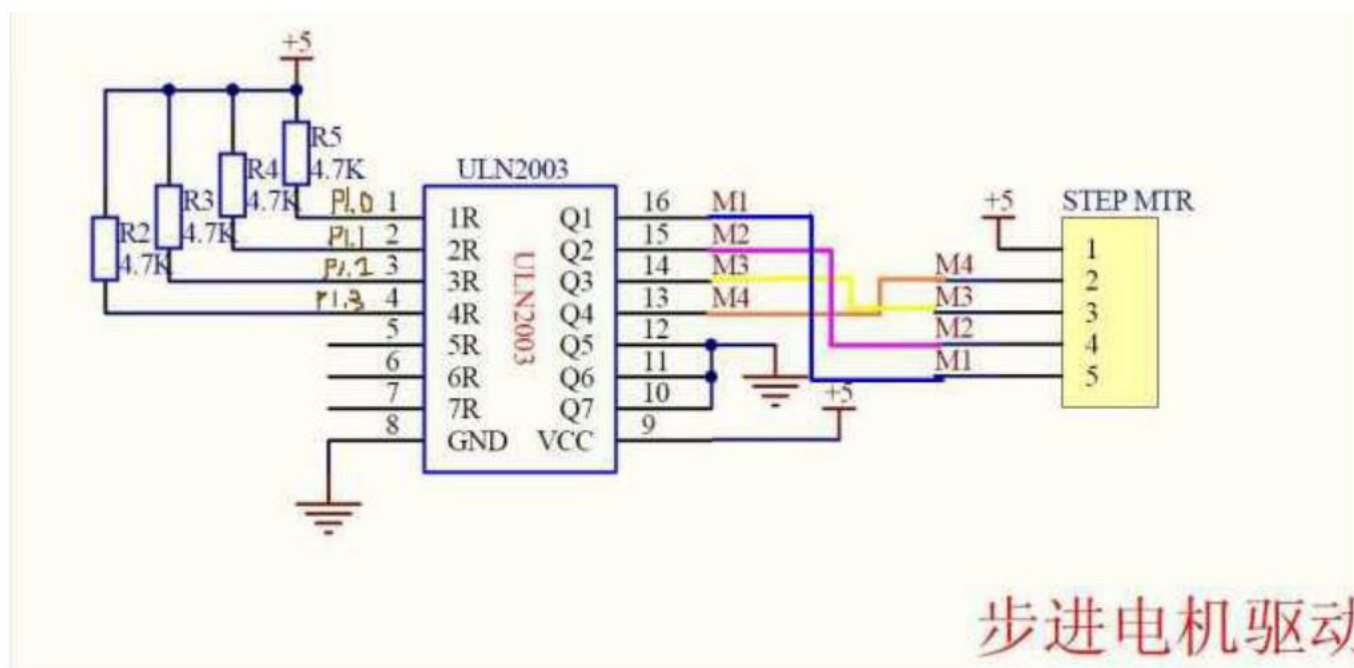 +5
R5
4.7K
R4
4.7K
R3
4.7K
R2
4.7K
P1.0
P1.1
P1.2
P1.3
ULN2003
1 1R Q1 16 M1
2 2R Q2 15 M2
3 3R Q3 14 M3
4 4R Q4 13 M4
5 5R Q5 12
6 6R Q6 11
7 7R Q7 10
8 GND VCC 9
ULN2003
+5
+5
STEP MTR
1
M4 2
M3 3
M2 4
M1 5
步进电机驱动